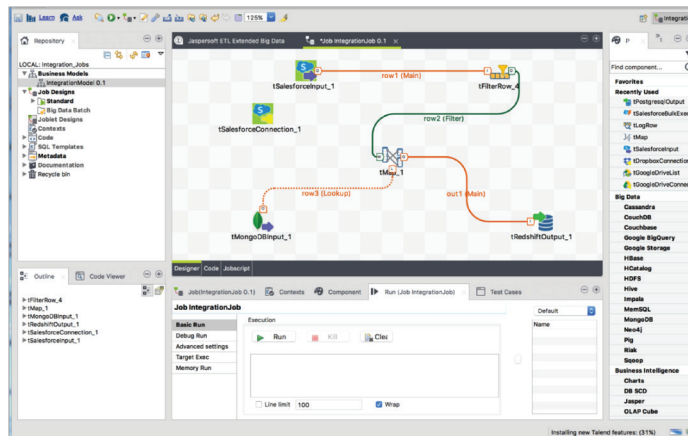 Learn Ask 125% Integratio
Repository
LOCAL: Integration_Jobs
Business Models
IntegrationModel 0.1
Job Designs
Standard
Big Data Batch
Joblet Designs
Contexts
Code
SQL Templates
Metadata
Documentation
Recycle bin
Outline Code Viewer
tFilterRow_4
tMap_1
tMongoDBInput_1
tRedshiftOutput_1
tSalesforceConnection_1
tSalesforceInput_1
Jaspersoft ETL Extended Big Data *Job IntegrationJob 0.1
tSalesforceInput_1
row1 (Main)
tFilterRow_4
tSalesforceConnection_1
row2 (Filter)
tMap_1
row3 (Lookup)
out1 (Main)
tMongoDBInput_1
tRedshiftOutput_1
Designer Code Jobscript
Job(IntegrationJob 0.1) Contexts Component Run (Job IntegrationJob) Test Cases
Job IntegrationJob
Basic Run
Debug Run
Advanced settings
Target Exec
Memory Run
Execution
Run Kill Clea
Line limit 100 Wrap
Default
Name
P
Find component...
Favorites
Recently Used
tPostgresqlOutput
tSalesforceBulkExec
tLogRow
tMap
tSalesforceInput
tDropboxConnection
tGoogleDriveList
tGoogleDriveConnec
Big Data
Cassandra
CouchDB
Couchbase
Google BigQuery
Google Storage
HBase
HCatalog
HDFS
Hive
Impala
MemSQL
MongoDB
Neo4j
Pig
Riak
Sqoop
Business Intelligence
Charts
DB SCD
Jasper
OLAP Cube
Installing new Talend features: (31%)